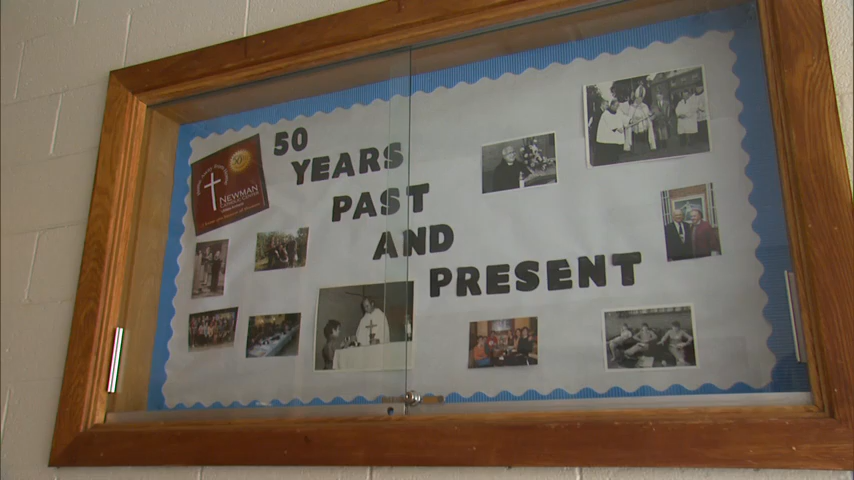 50
YEARS
PAST
AND
PRESENT
NEWMAN